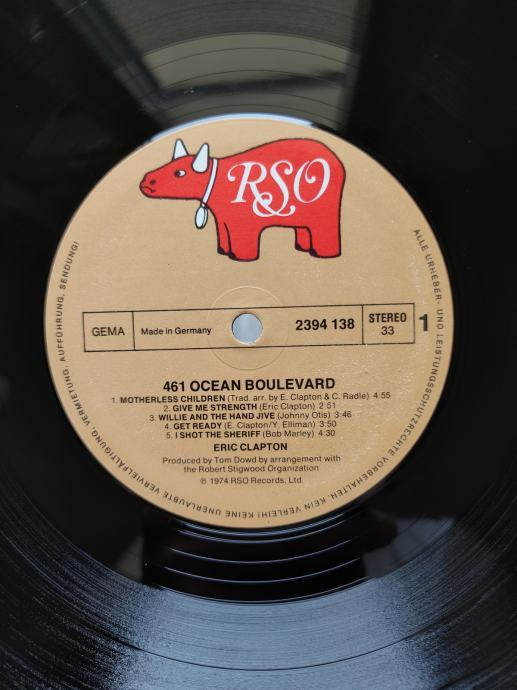 RSO
GEMA
Made in Germany
2394 138
STEREO
33
1
461 OCEAN BOULEVARD
1. MOTHERLESS CHILDREN (Trad. arr. by E. Clapton & C. Radle) 4:55
2. GIVE ME STRENGTH (Eric Clapton) 2:51
3. WILLIE AND THE HAND JIVE (Johnny Otis) 3:46
4. GET READY (E. Clapton/Y. Elliman) 3:50
5. I SHOT THE SHERIFF (Bob Marley) 4:30
ERIC CLAPTON
Produced by Tom Dowd by arrangement with
the Robert Stigwood Organization
℗ 1974 RSO Records, Ltd.
ALLE URHEBER- UND LEISTUNGSSCHUTZRECHTE VORBEHALTEN. KEIN VERLEIH! KEINE UNERLAUBTE VERVIELFÄLTIGUNG, VERMIETUNG, AUFFÜHRUNG, SENDUNG!